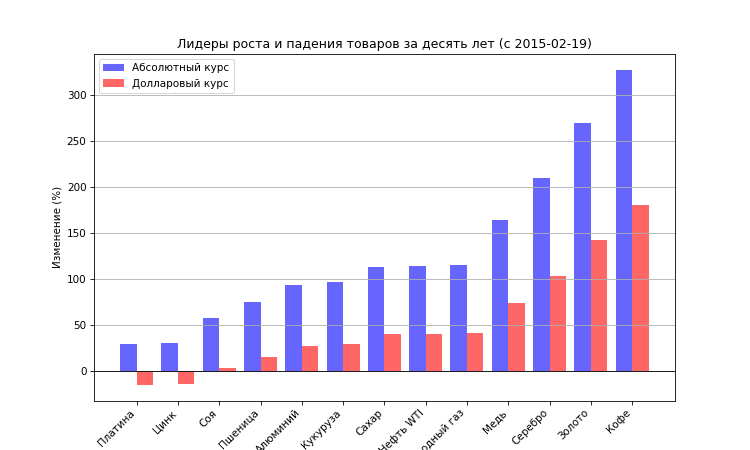 Лидеры роста и падения товаров за десять лет (с 2015-02-19)
Абсолютный курс
Долларовый курс
Изменение (%)
300
250
200
150
100
50
0
Платина
Цинк
Соя
Пшеница
Алюминий
Кукуруза
Сахар
Нефть WTI
газ
Медь
Серебро
Золото
Кофе